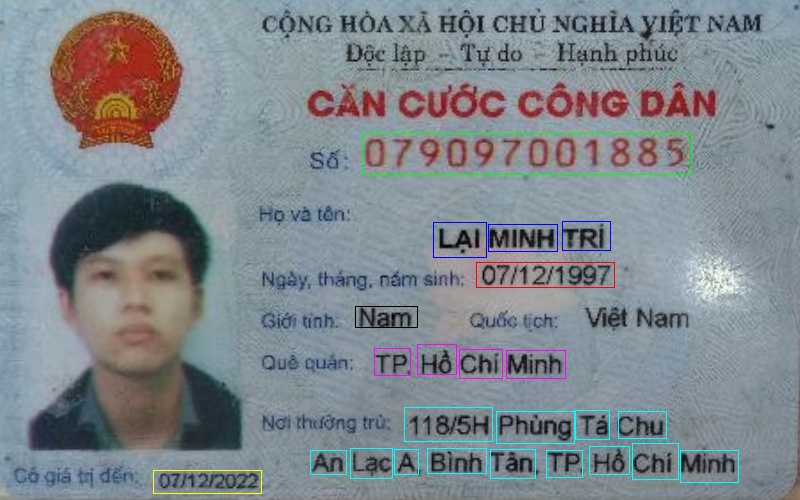 CỘNG HÒA XÃ HỘI CHỦ NGHĨA VIỆT NAM
Độc lập - Tự do - Hạnh phúc
CĂN CƯỚC CÔNG DÂN
Số: 079097001885
Họ và tên:
LẠI MINH TRÍ
Ngày, tháng, năm sinh: 07/12/1997
Giới tính: Nam Quốc tịch: Việt Nam
Quê quán: TP. Hồ Chí Minh
Nơi thường trú: 118/5H Phùng Tá Chu
An Lạc A, Bình Tân, TP. Hồ Chí Minh
Có giá trị đến: 07/12/2022